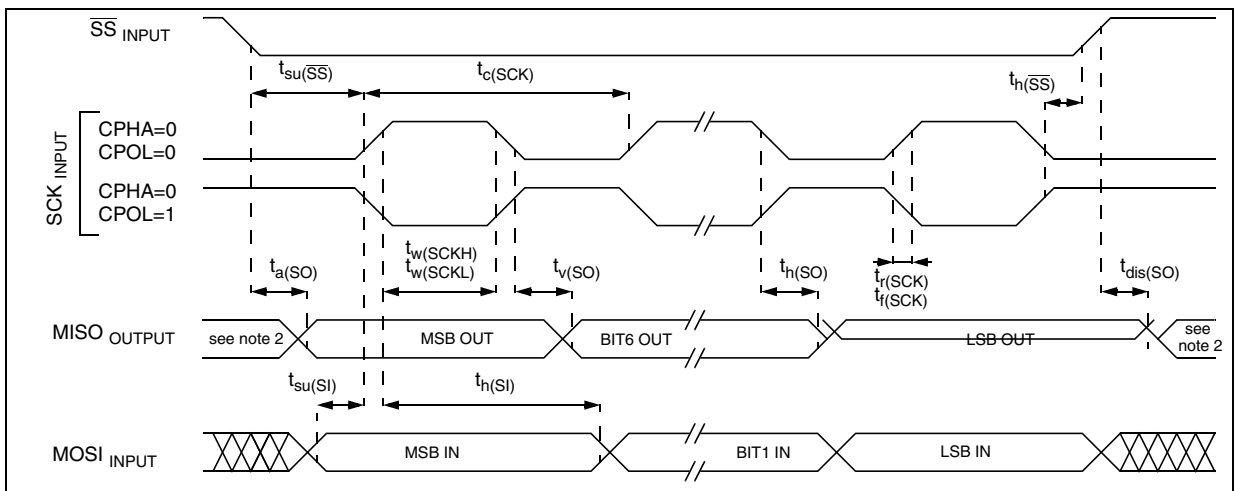 SS INPUT
tsu(SS)
tc(SCK)
th(SS)
SCK INPUT
CPHA=0
CPOL=0
CPHA=0
CPOL=1
ta(SO)
tw(SCKH)
tw(SCKL)
tv(SO)
th(SO)
tr(SCK)
tf(SCK)
tdis(SO)
MISO OUTPUT
see note 2
MSB OUT
BIT6 OUT
LSB OUT
see
note 2
tsu(SI)
th(SI)
MOSI INPUT
MSB IN
BIT1 IN
LSB IN